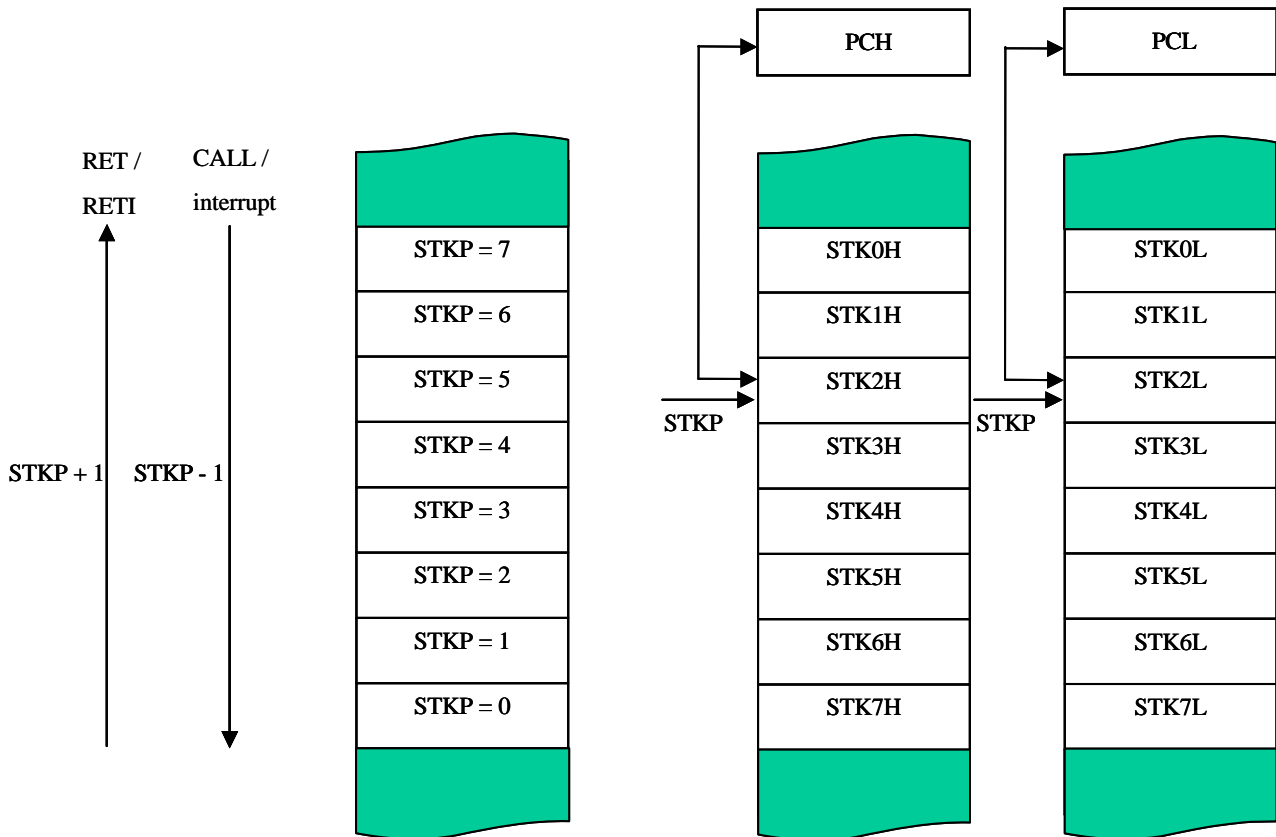 PCH
PCL
RET /
RETI
CALL /
interrupt
STKP + 1
STKP - 1
STKP = 7
STKP = 6
STKP = 5
STKP = 4
STKP = 3
STKP = 2
STKP = 1
STKP = 0
STKP
STK0H
STK1H
STK2H
STK3H
STK4H
STK5H
STK6H
STK7H
STKP
STK0L
STK1L
STK2L
STK3L
STK4L
STK5L
STK6L
STK7L